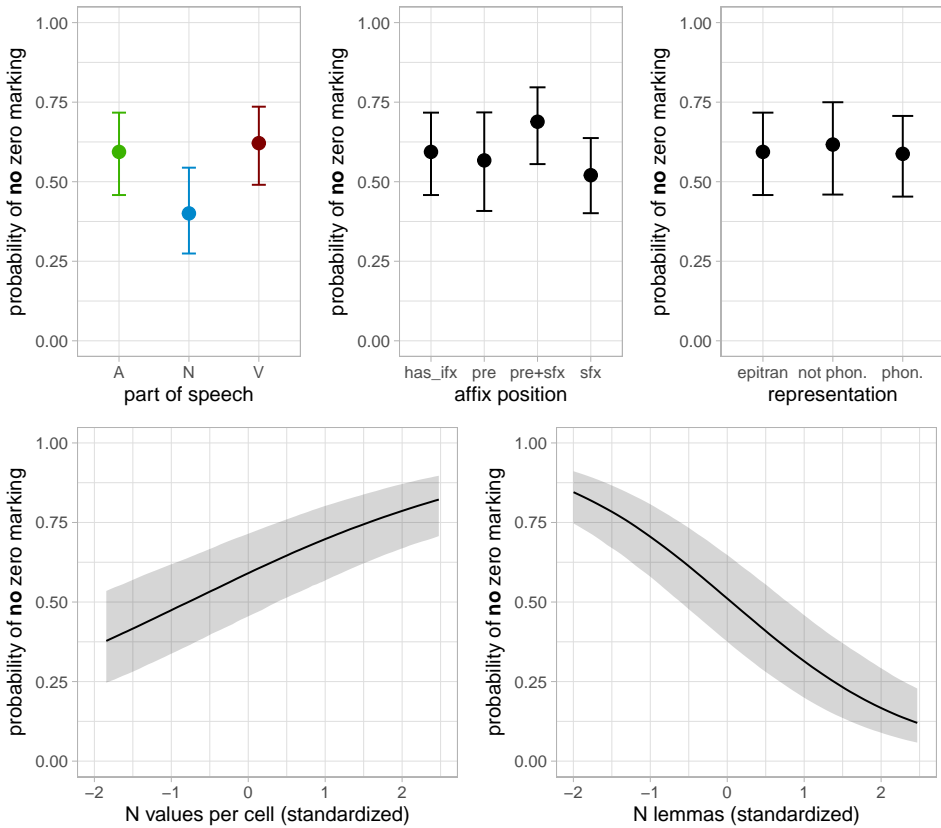 probability of no zero marking
1.00
0.75
0.50
0.25
0.00
A N V
part of speech
probability of no zero marking
1.00
0.75
0.50
0.25
0.00
has_ifx pre pre+sfx sfx
affix position
probability of no zero marking
1.00
0.75
0.50
0.25
0.00
epitran not phon. phon.
representation
probability of no zero marking
1.00
0.75
0.50
0.25
0.00
−2 −1 0 1 2
N values per cell (standardized)
probability of no zero marking
1.00
0.75
0.50
0.25
0.00
−2 −1 0 1 2
N lemmas (standardized)